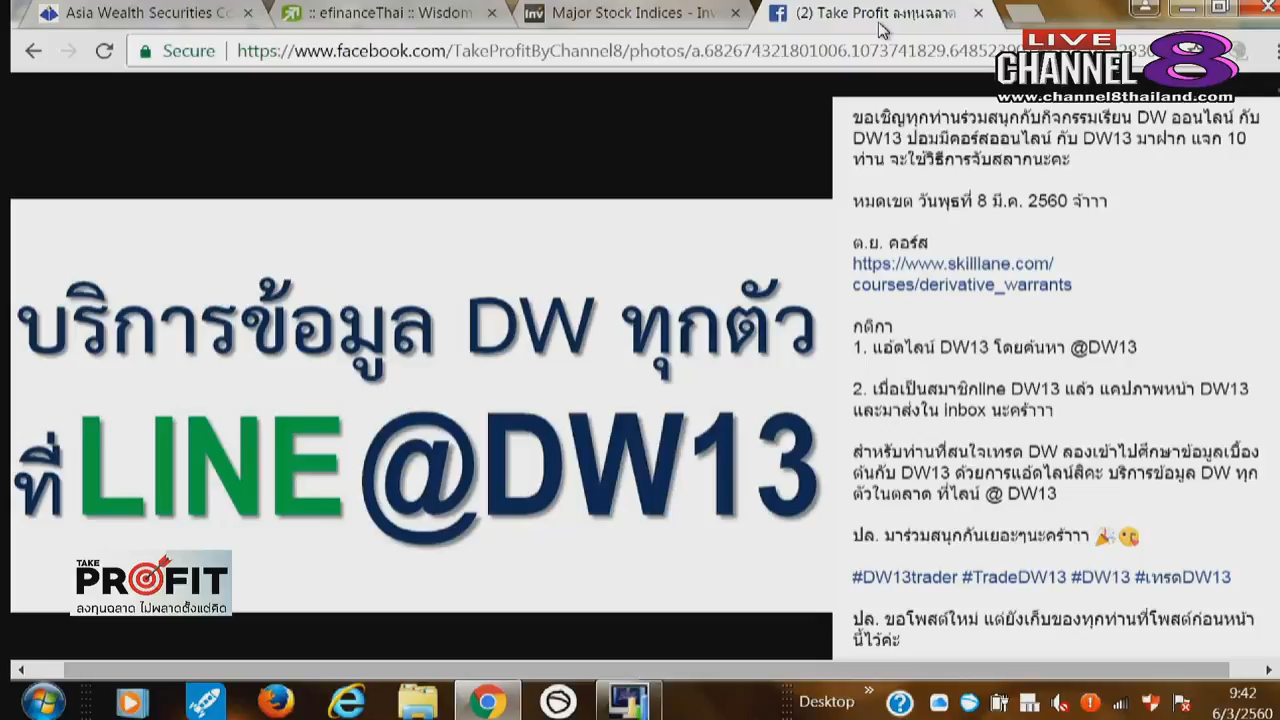 Asia Wealth Securities Co
:: efinanceThai :: Wisdom
Major Stock Indices - Inv
(2) Take Profit ลงทุนฉลาด
Secure
https://www.facebook.com/TakeProfitByChannel8/photos/a.682674321801006.1073741829.64852
LIVE
CHANNEL 8
www.channel8thailand.com
ขอเชิญทุกท่านร่วมสนุกกับกิจกรรมเรียน DW ออนไลน์ กับ
DW13 ปอมมีคอร์สออนไลน์ กับ DW13 มาฝาก แจก 10
ท่าน จะใช้วิธีการจับสลากนะคะ
หมดเขต วันพุธที่ 8 มี.ค. 2560 จ้าาา
ต.ย. คอร์ส
https://www.skilllane.com/
courses/derivative_warrants
กติกา
1. แอ้ดไลน์ DW13 โดยค้นหา @DW13
2. เมื่อเป็นสมาชิกline DW13 แล้ว แคปภาพหน้า DW13
และมาส่งใน inbox นะคร้าาา
สำหรับท่านที่สนใจเทรด DW ลองเข้าไปศึกษาข้อมูลเบื้อง
ต้นกับ DW13 ด้วยการแอ้ดไลน์สิคะ บริการข้อมูล DW ทุก
ตัวในตลาด ที่ไลน์ @ DW13
ปล. มาร่วมสนุกกันเยอะๆนะคร้าาา 🎉😘
#DW13trader #TradeDW13 #DW13 #เทรดDW13
ปล. ขอโพสต์ใหม่ แต่ยังเก็บของทุกท่านที่โพสต์ก่อนหน้า
นี้ไว้ค่ะ
บริการข้อมูล DW ทุกตัว
ที่ LINE @DW13
TAKE
PROFIT
ลงทุนฉลาด ไม่พลาดตั้งแต่คิด
Desktop
9:42
6/3/2560